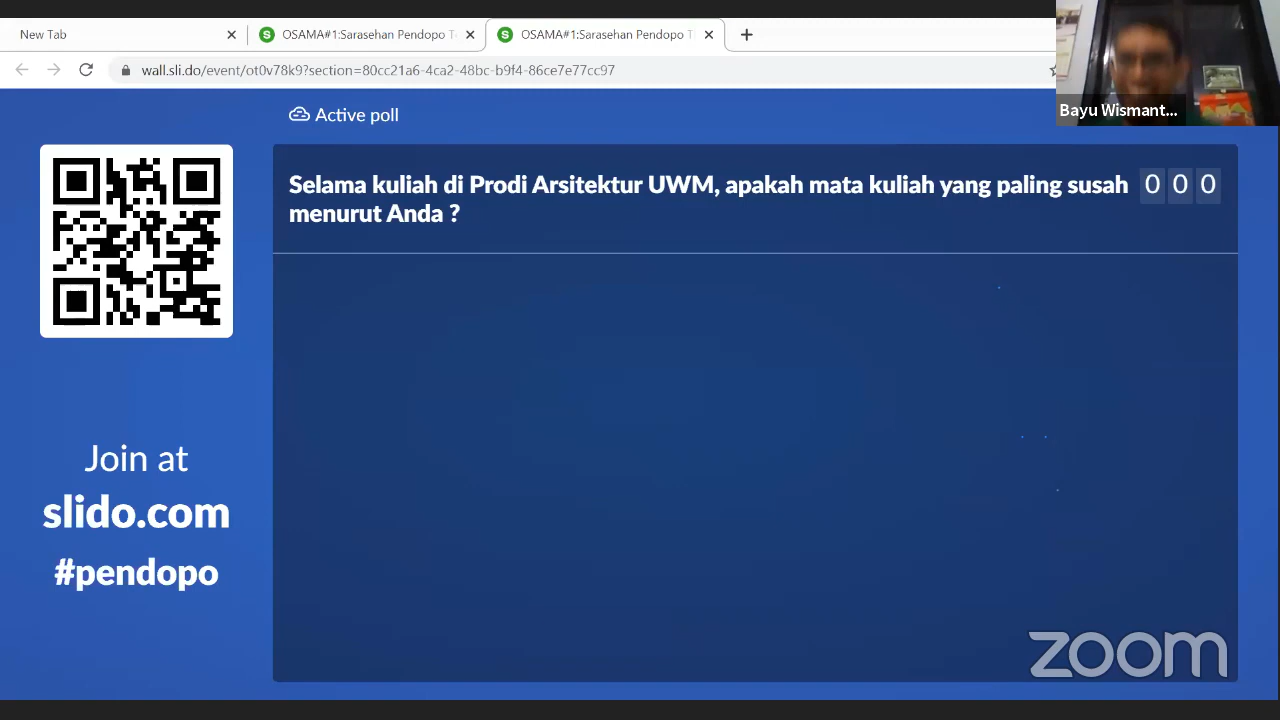 New Tab
OSAMA#1:Sarasehan Pendopo T
OSAMA#1:Sarasehan Pendopo T
wall.sli.do/event/ot0v78k9?section=80cc21a6-4ca2-48bc-b9f4-86ce7e77cc97
Bayu Wismant...
Active poll
Selama kuliah di Prodi Arsitektur UWM, apakah mata kuliah yang paling susah
menurut Anda ?
0 0 0
Join at
slido.com
#pendopo
zoom